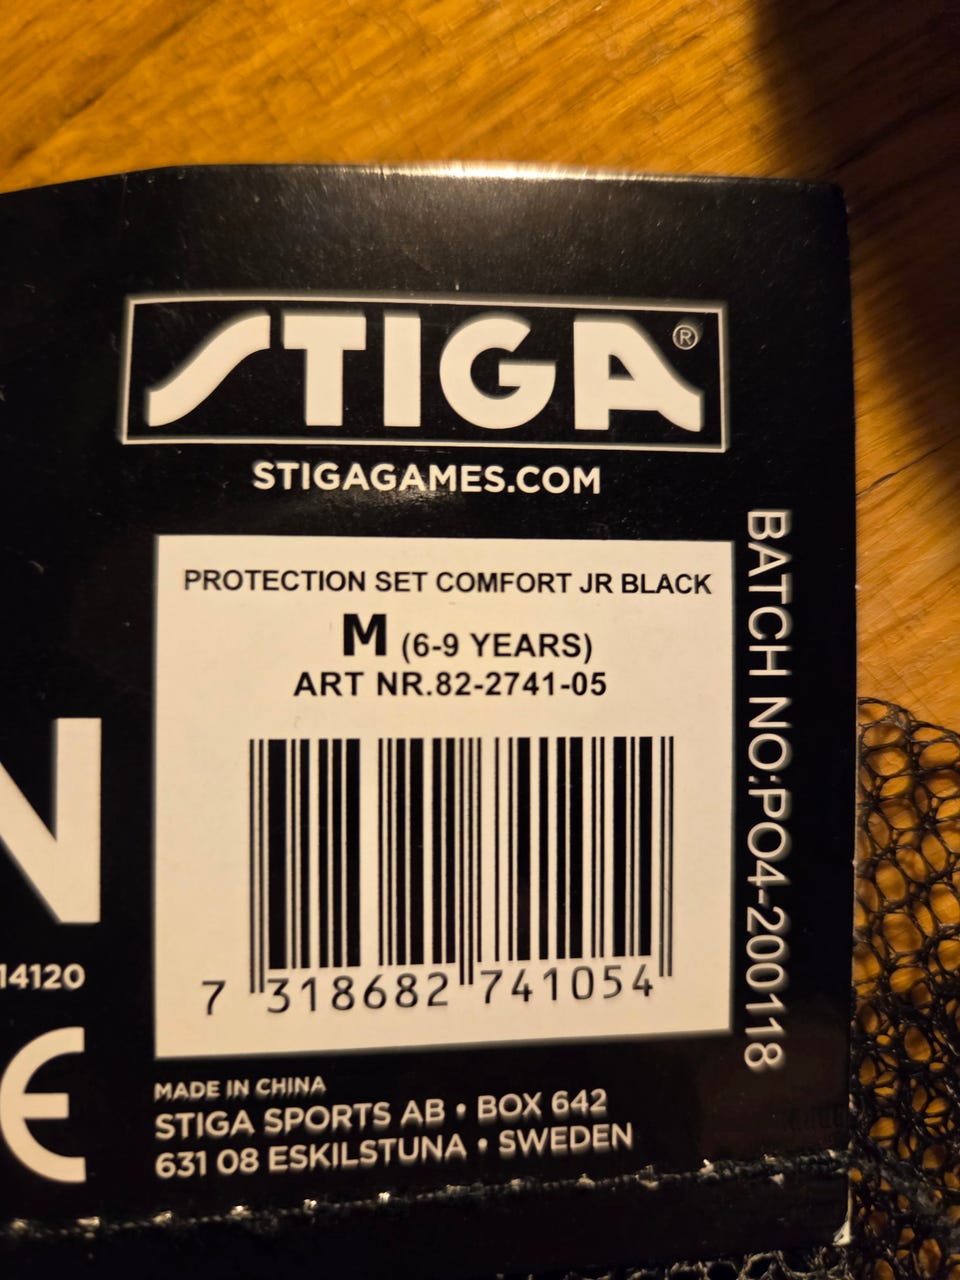 STIGA®
STIGAGAMES.COM
PROTECTION SET COMFORT JR BLACK
M (6-9 YEARS)
ART NR.82-2741-05
7 318682 741054
BATCH NO:PO4-200118
N
14120
CE
MADE IN CHINA
STIGA SPORTS AB • BOX 642
631 08 ESKILSTUNA • SWEDEN